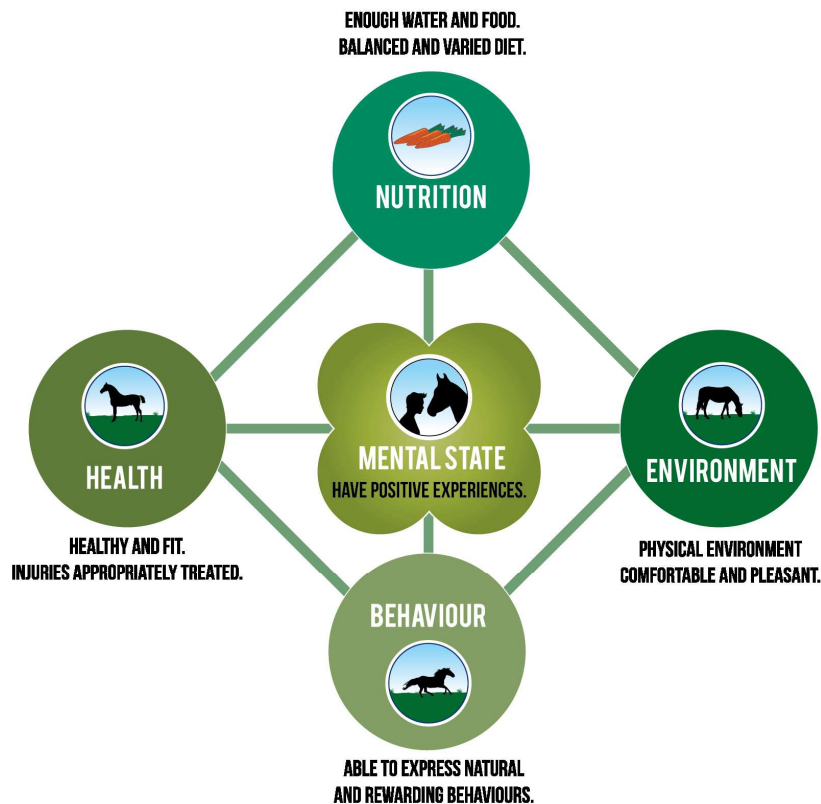 ENOUGH WATER AND FOOD.
BALANCED AND VARIED DIET.
NUTRITION
HEALTH
HEALTHY AND FIT.
INJURIES APPROPRIATELY TREATED.
MENTAL STATE
HAVE POSITIVE EXPERIENCES.
ENVIRONMENT
PHYSICAL ENVIRONMENT
COMFORTABLE AND PLEASANT.
BEHAVIOUR
ABLE TO EXPRESS NATURAL
AND REWARDING BEHAVIOURS.